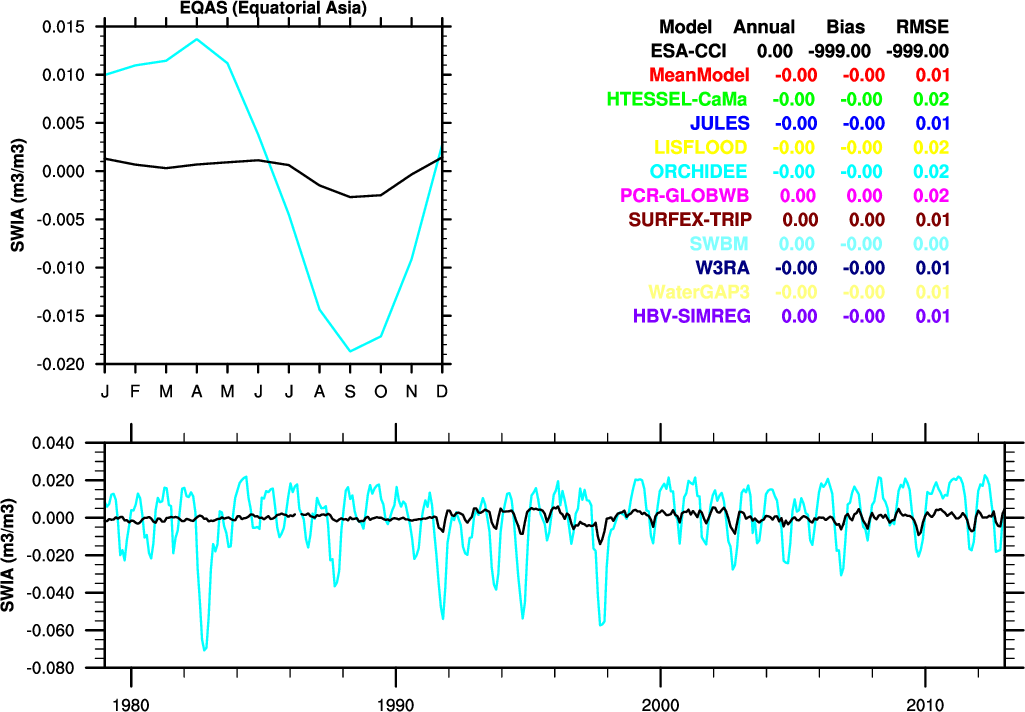 EQAS (Equatorial Asia)
0.015
0.010
0.005
0.000
-0.005
-0.010
-0.015
-0.020
SWIA (m3/m3)
J F M A M J J A S O N D
Model Annual Bias RMSE
ESA-CCI 0.00 -999.00 -999.00
MeanModel -0.00 -0.00 0.01
HTESSEL-CaMa -0.00 -0.00 0.02
JULES -0.00 -0.00 0.01
LISFLOOD -0.00 -0.00 0.02
ORCHIDEE -0.00 -0.00 0.02
PCR-GLOBWB 0.00 0.00 0.02
SURFEX-TRIP 0.00 0.00 0.01
SWBM 0.00 -0.00 0.00
W3RA -0.00 -0.00 0.01
WaterGAP3 -0.00 -0.00 0.01
HBV-SIMREG 0.00 -0.00 0.01
0.040
0.020
0.000
-0.020
-0.040
-0.060
-0.080
SWIA (m3/m3)
1980 1990 2000 2010